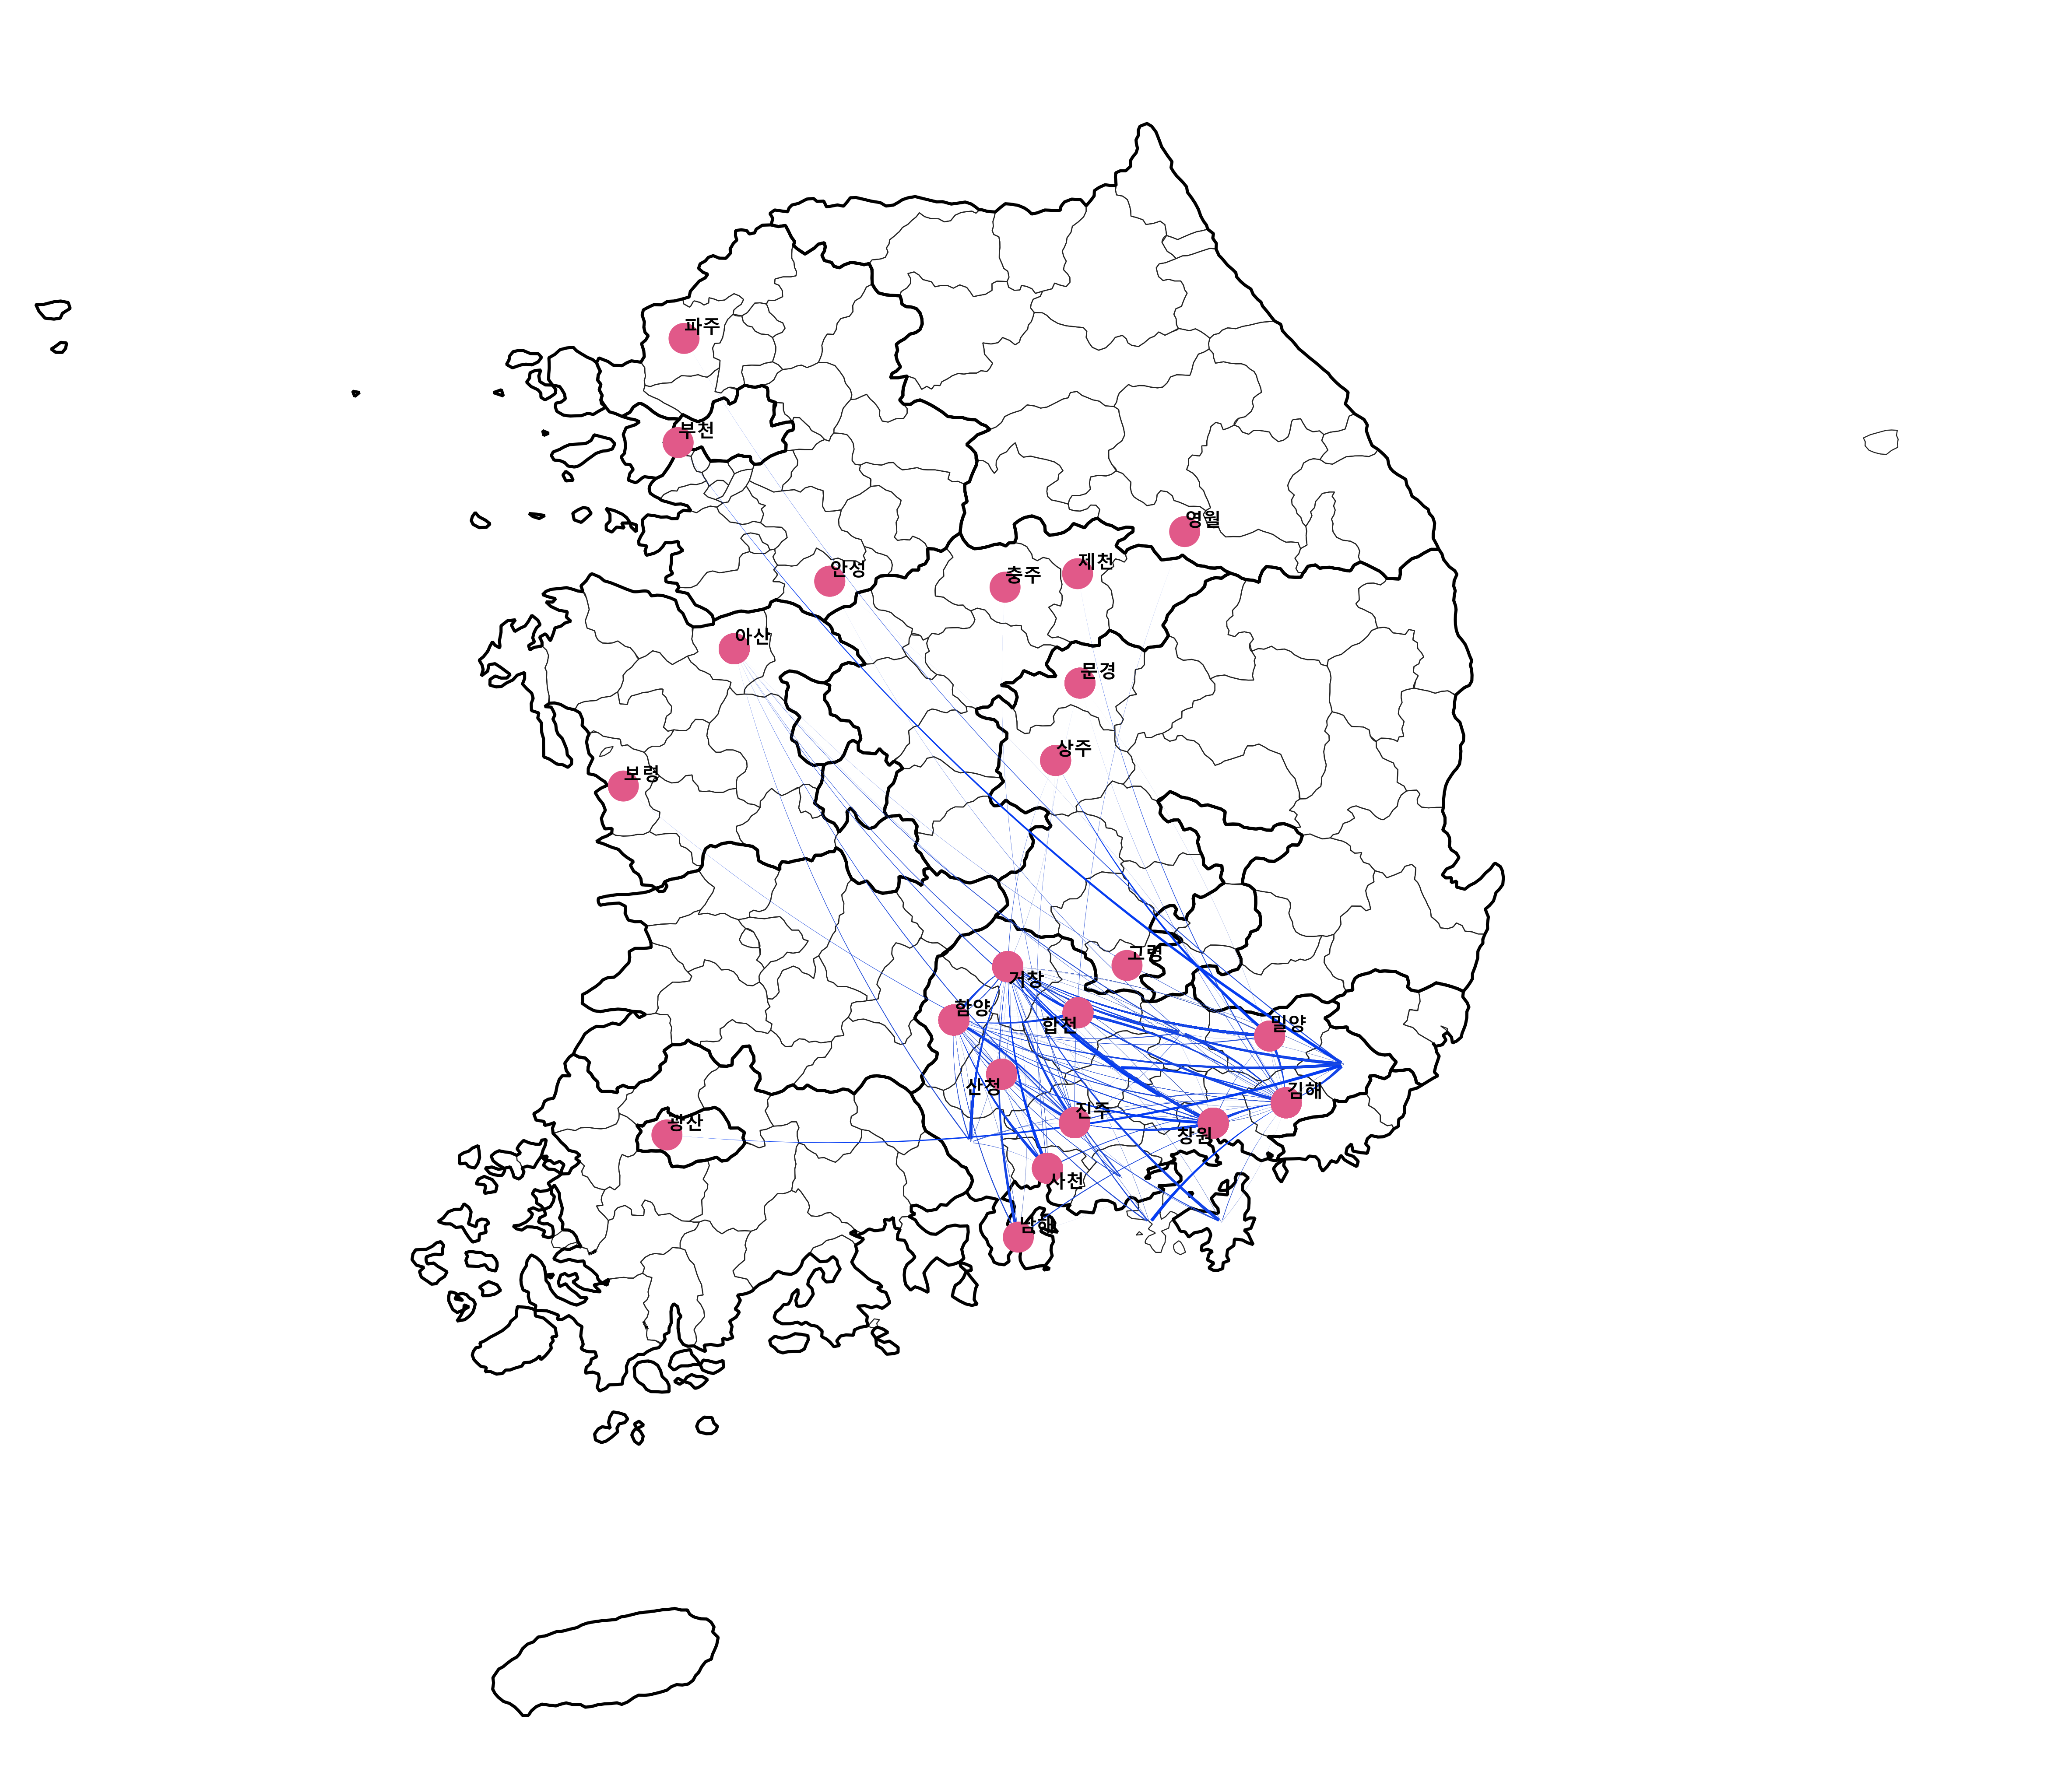 파주
부천
영월
제천
안성
충주
아산
문경
상주
보령
고령
거창
함양
합천
밀양
산청
김해
진주
광산
창원
사천
남해